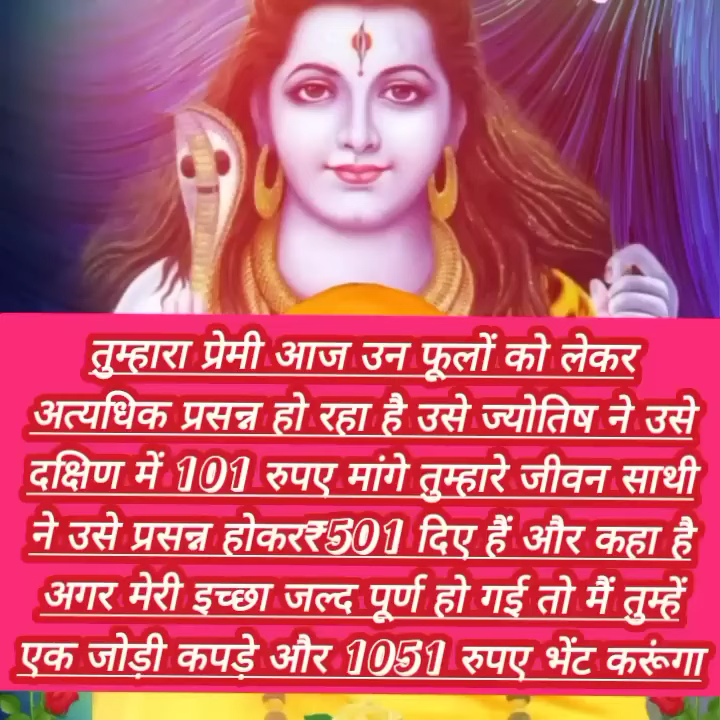 तुम्हारा प्रेमी आज उन फूलों को लेकर
अत्यधिक प्रसन्न हो रहा है उसे ज्योतिष ने उसे
दक्षिण में 101 रुपए मांगे तुम्हारे जीवन साथी
ने उसे प्रसन्न होकर₹501 दिए हैं और कहा है
अगर मेरी इच्छा जल्द पूर्ण हो गई तो मैं तुम्हें
एक जोड़ी कपड़े और 1051 रुपए भेंट करूंगा